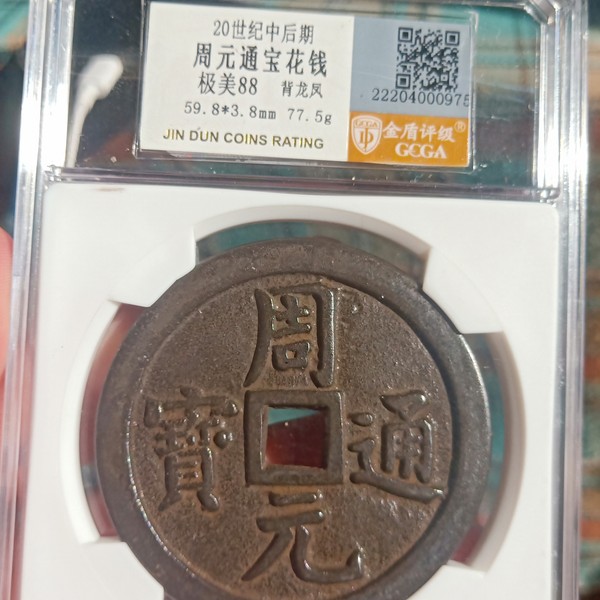 20世纪中后期
周元通宝花钱
极美88 背龙凤
59.8*3.8mm 77.5g
JIN DUN COINS RATING
22204000975
GCGA
金盾评级®
GCGA
周
寶 通
元